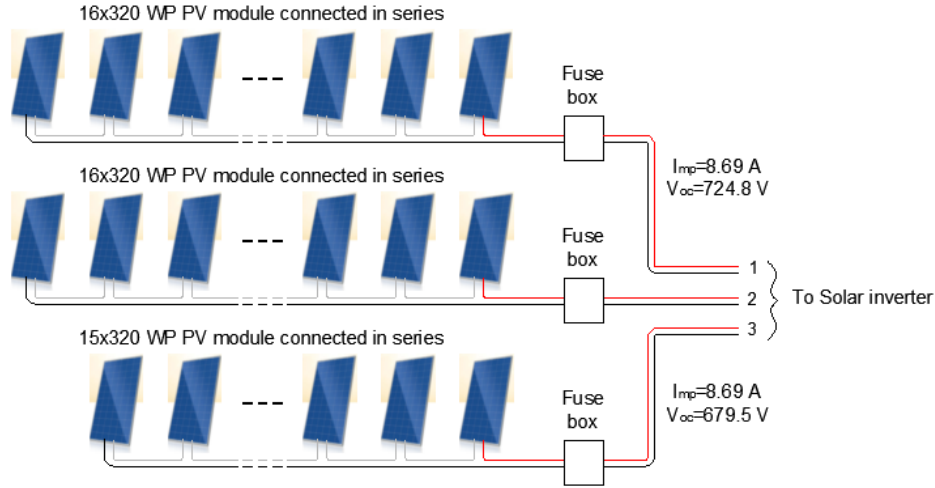 16x320 WP PV module connected in series
Fuse
box
Imp=8.69 A
Voc=724.8 V
16x320 WP PV module connected in series
Fuse
box
1
2
3
To Solar inverter
15x320 WP PV module connected in series
Fuse
box
Imp=8.69 A
Voc=679.5 V